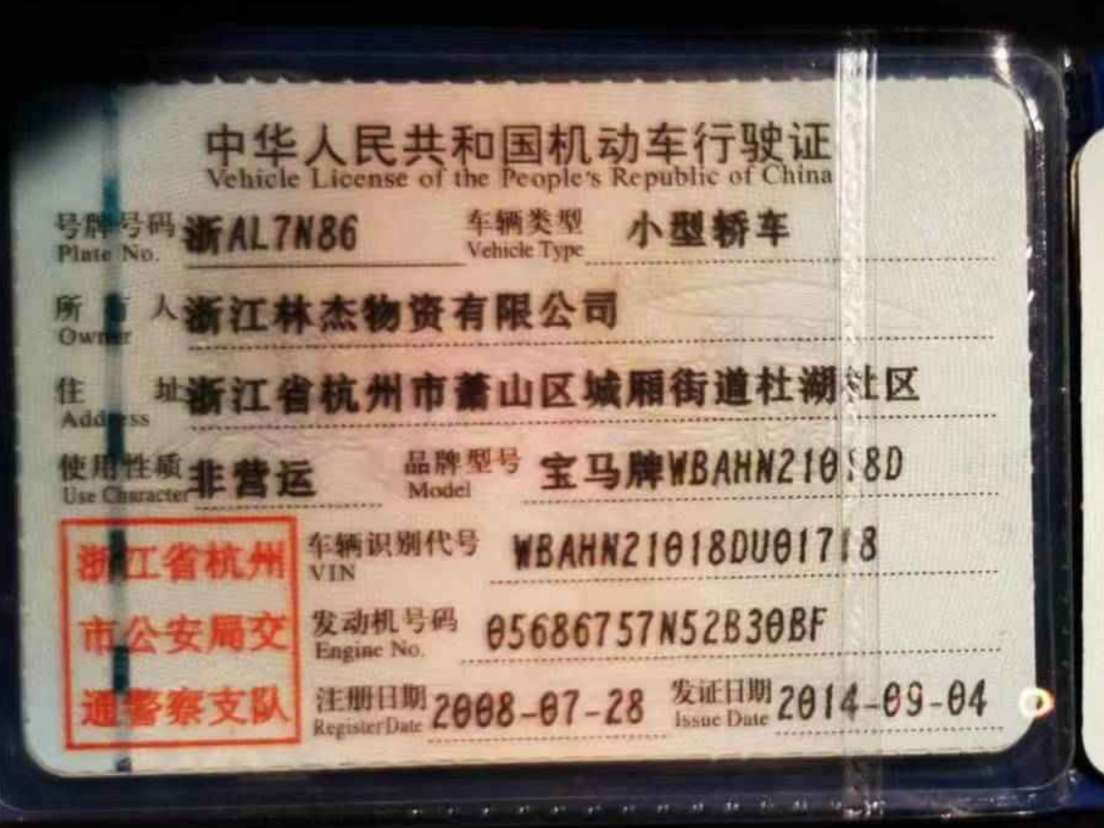 中华人民共和国机动车行驶证
Vehicle License of the People's Republic of China
号牌号码 浙AL7N86 车辆类型 小型轿车
Plate No. Vehicle Type
所有人 浙江林杰物资有限公司
Owner
住址 浙江省杭州市萧山区城厢街道杜湖社区
Address
使用性质 非营运 品牌型号 宝马牌WBAHN21018D
Use Character Model
浙江省杭州
市公安局交
通警察支队
车辆识别代号 WBAHN21018DU01718
VIN
发动机号码 05686757N52B30BF
Engine No.
注册日期 2008-07-28 发证日期 2014-09-04
Register Date Issue Date